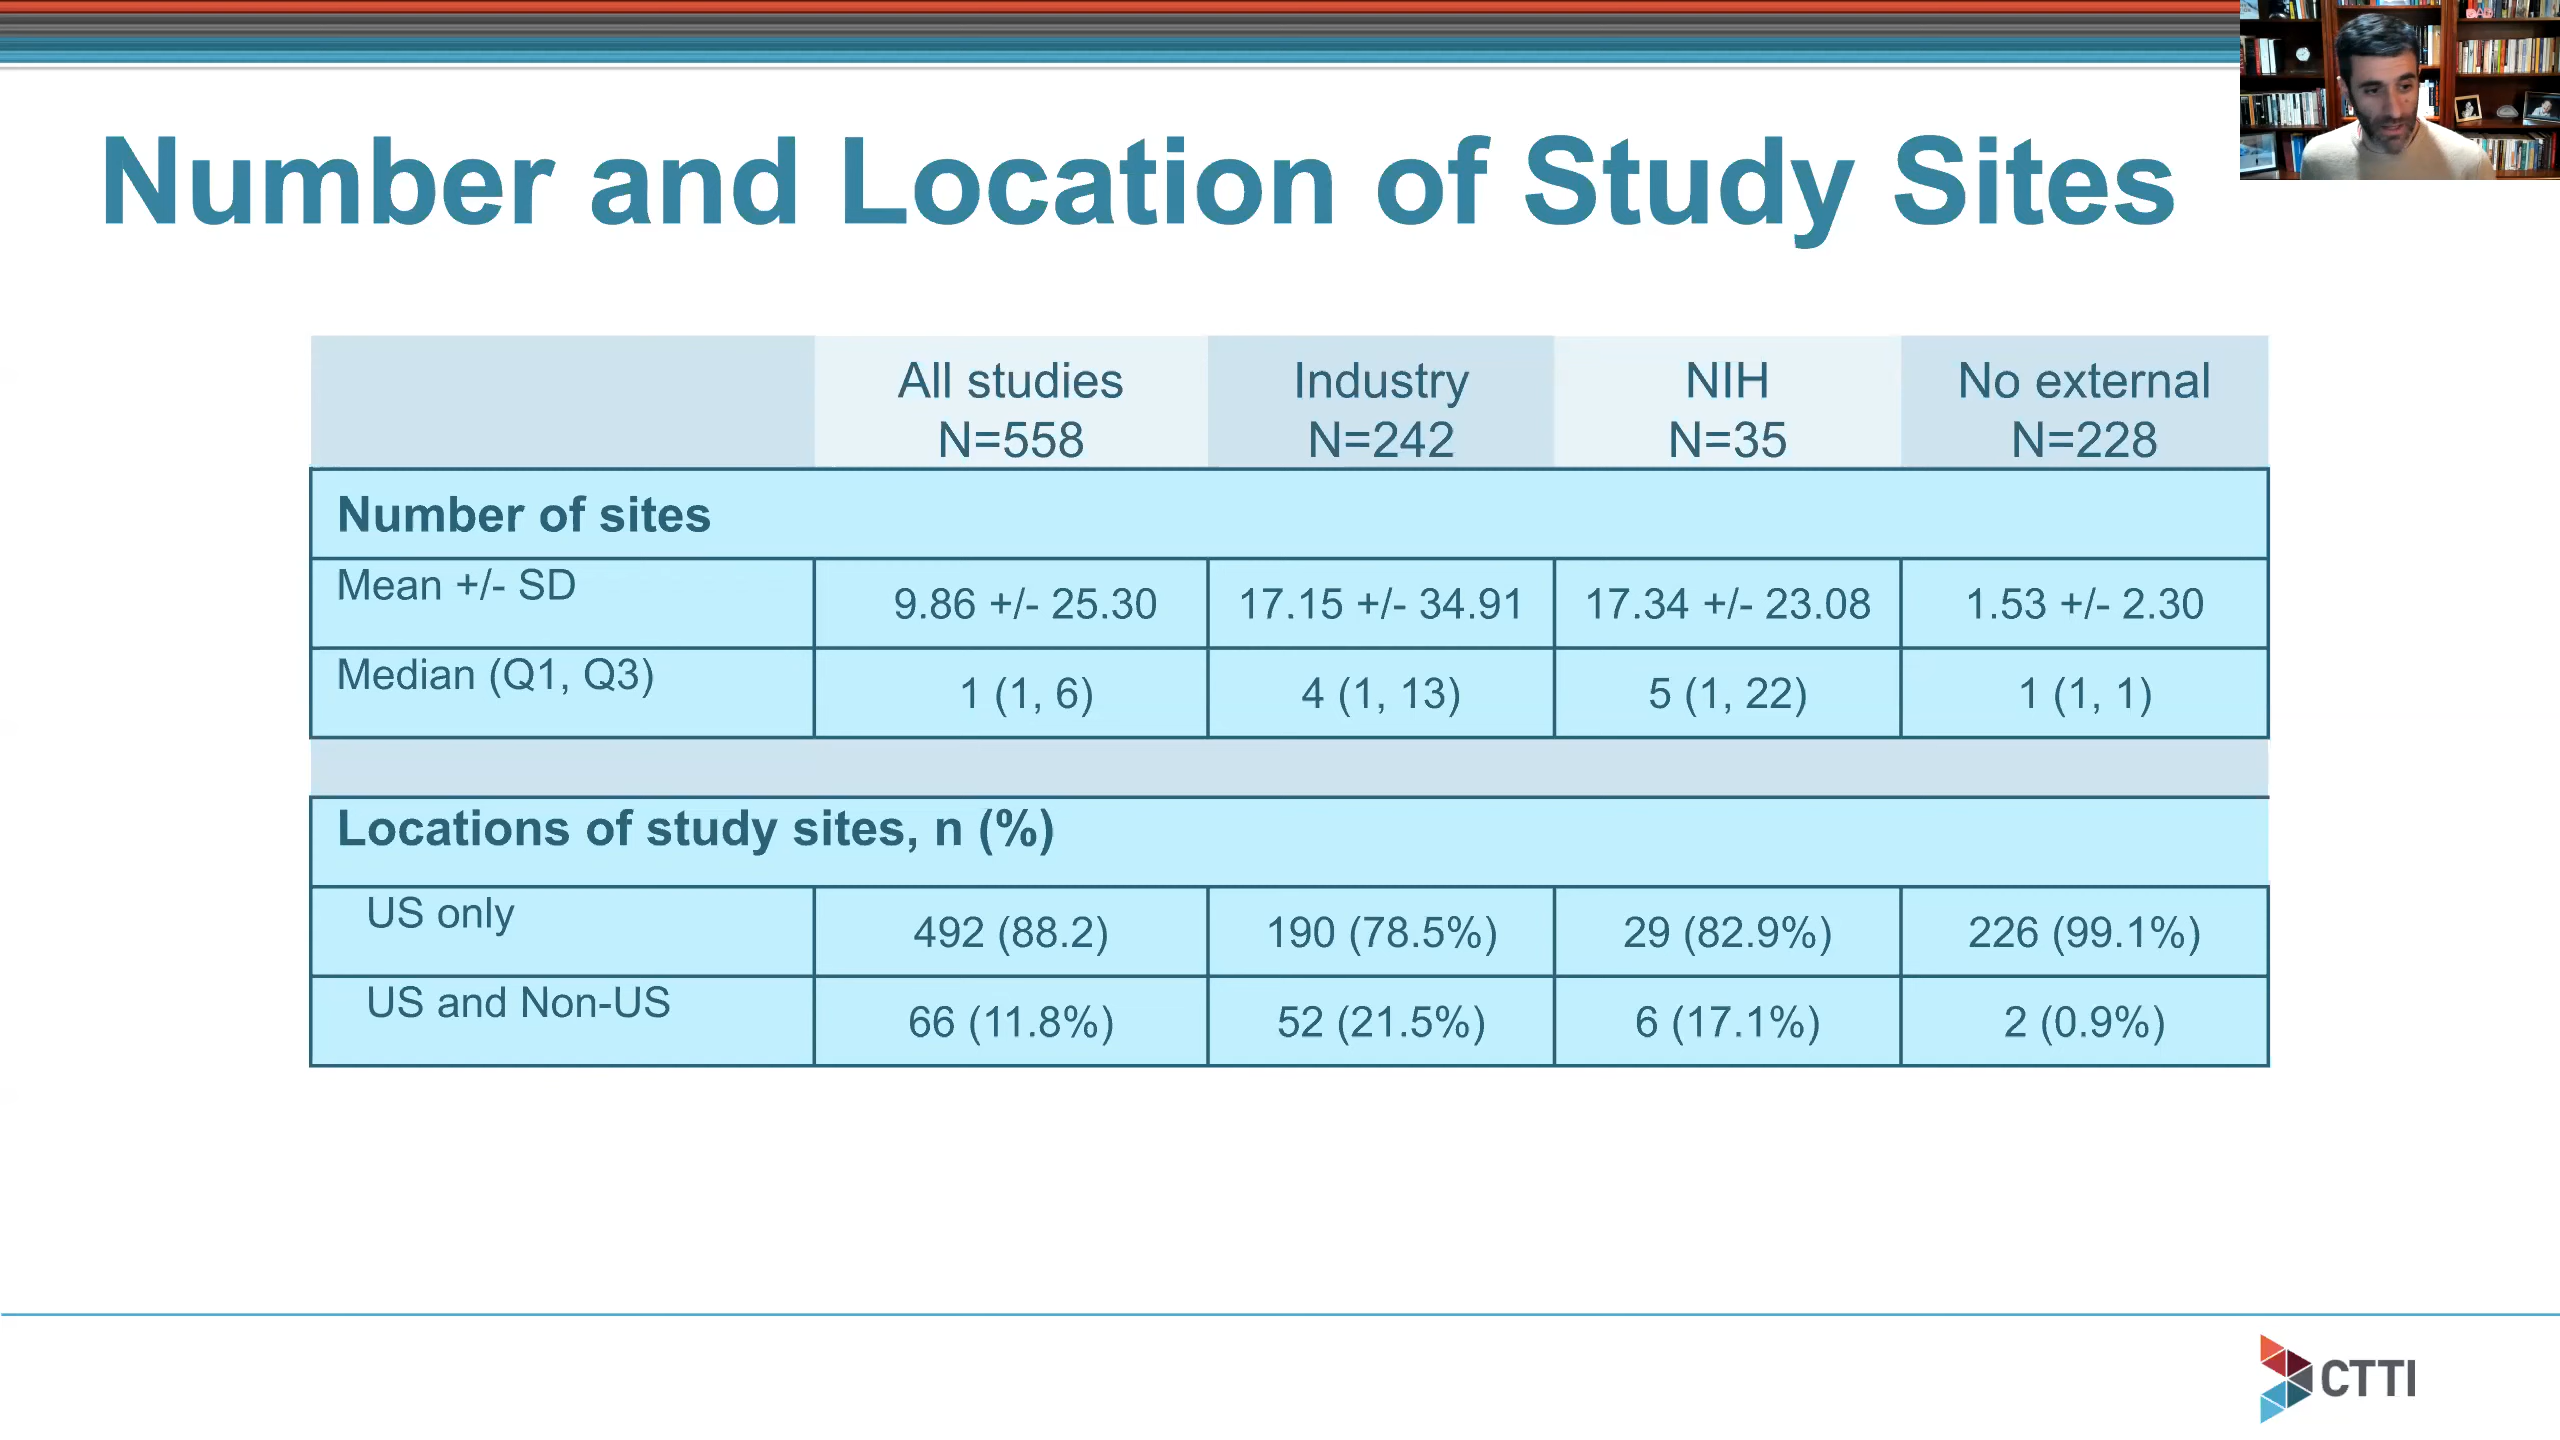 Number and Location of Study Sites
All studies Industry NIH No external
N=558 N=242 N=35 N=228
Number of sites
Mean +/- SD 9.86 +/- 25.30 17.15 +/- 34.91 17.34 +/- 23.08 1.53 +/- 2.30
Median (Q1, Q3) 1 (1, 6) 4 (1, 13) 5 (1, 22) 1 (1, 1)
Locations of study sites, n (%)
US only 492 (88.2) 190 (78.5%) 29 (82.9%) 226 (99.1%)
US and Non-US 66 (11.8%) 52 (21.5%) 6 (17.1%) 2 (0.9%)
CTTI